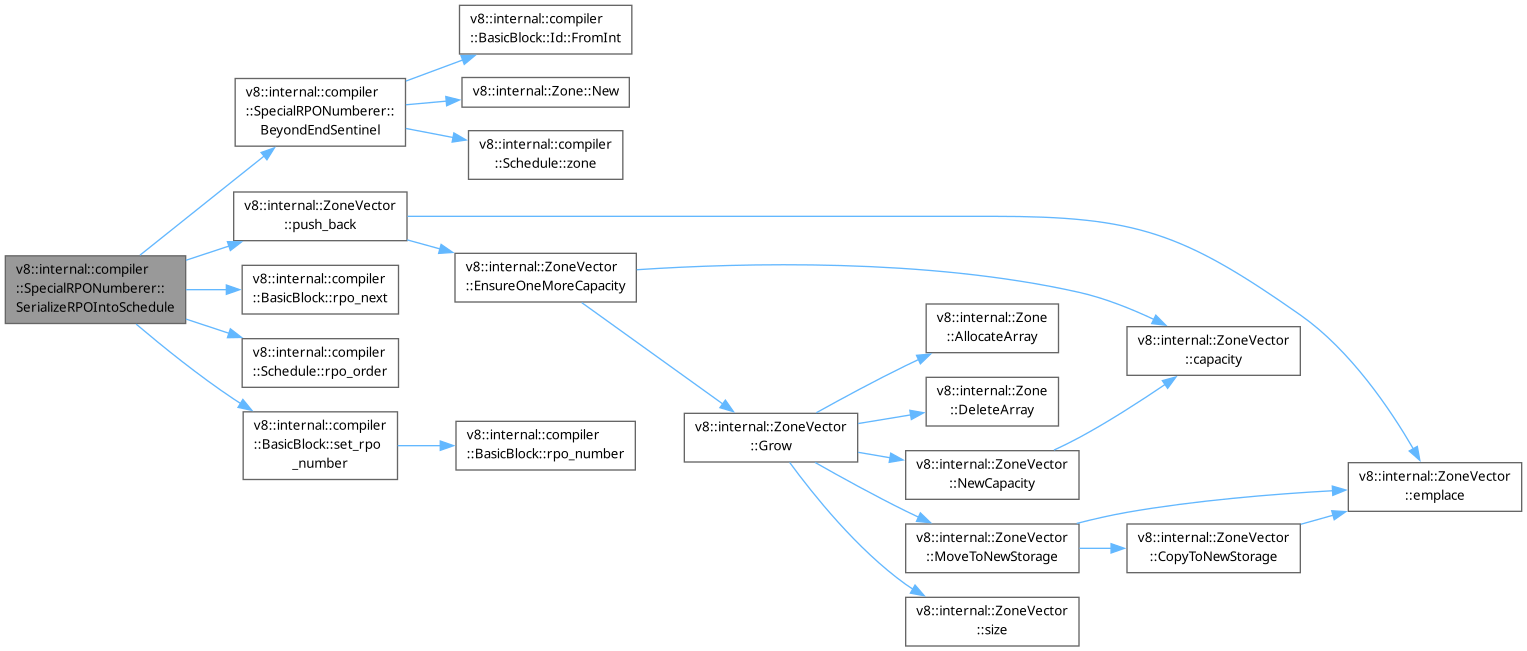 v8::internal::compiler
::BasicBlock::Id::FromInt
v8::internal::compiler
::SpecialRPONumberer::
BeyondEndSentinel
v8::internal::Zone::New
v8::internal::compiler
::Schedule::zone
v8::internal::ZoneVector
::push_back
v8::internal::compiler
::SpecialRPONumberer::
SerializeRPOIntoSchedule
v8::internal::compiler
::BasicBlock::rpo_next
v8::internal::ZoneVector
::EnsureOneMoreCapacity
v8::internal::Zone
::AllocateArray
v8::internal::ZoneVector
::capacity
v8::internal::compiler
::Schedule::rpo_order
v8::internal::Zone
::DeleteArray
v8::internal::compiler
::BasicBlock::set_rpo
_number
v8::internal::compiler
::BasicBlock::rpo_number
v8::internal::ZoneVector
::Grow
v8::internal::ZoneVector
::NewCapacity
v8::internal::ZoneVector
::emplace
v8::internal::ZoneVector
::MoveToNewStorage
v8::internal::ZoneVector
::CopyToNewStorage
v8::internal::ZoneVector
::size